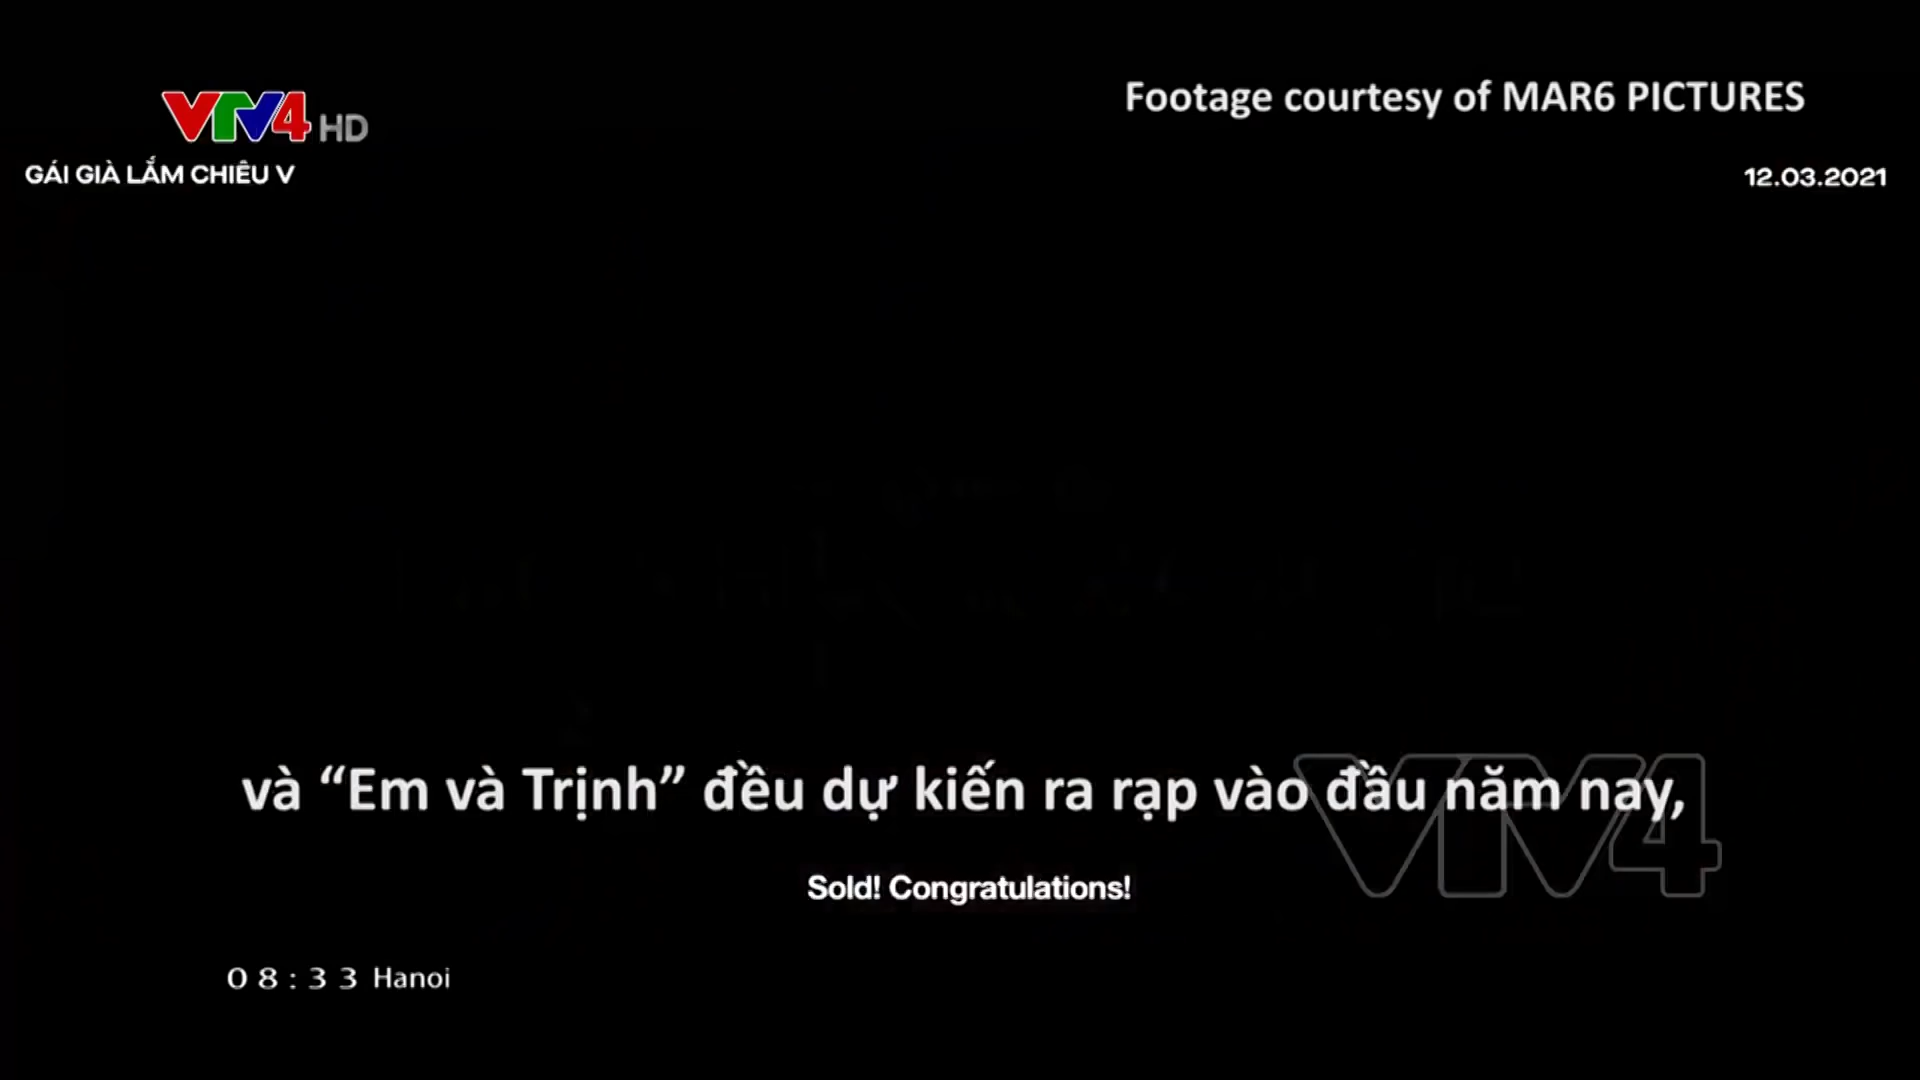 VTV4 HD
Footage courtesy of MAR6 PICTURES
GÁI GIÀ LẮM CHIÊU V
12.03.2021
và “Em và Trịnh” đều dự kiến ra rạp vào đầu năm nay,
VTV4
Sold! Congratulations!
08:33 Hanoi